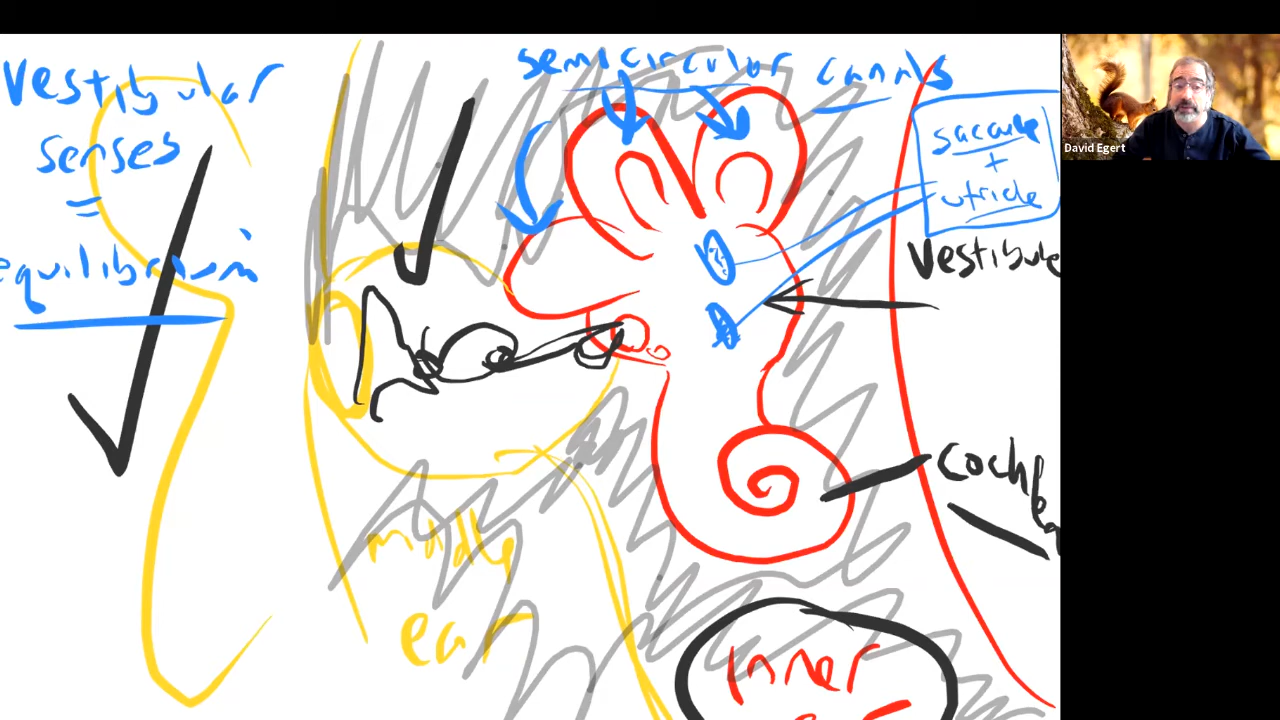 vestibular
senses
=
equilibrium
semicircular canals
saccule
+
utricle
Vestibule
cochlea
middle
ear
inner
David Egert